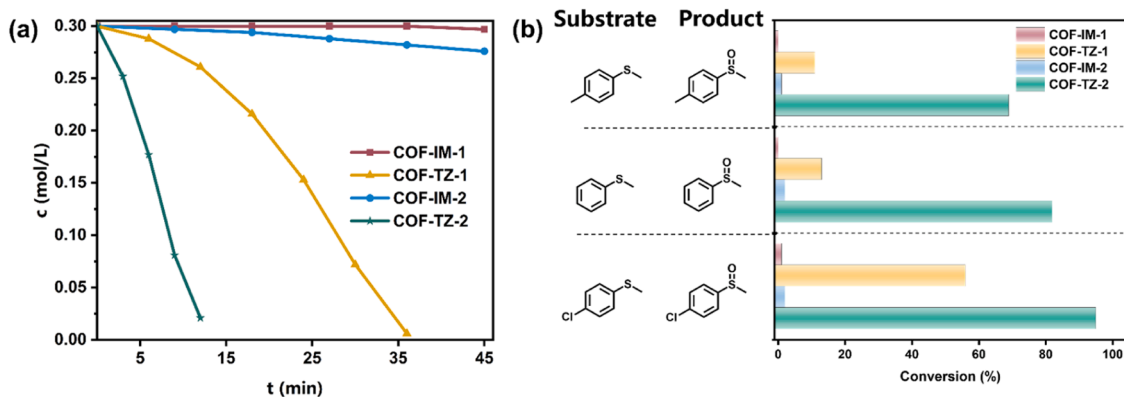 (a)
c (mol/L)
0.30
0.25
0.20
0.15
0.10
0.05
0.00
COF-IM-1
COF-TZ-1
COF-IM-2
COF-TZ-2
5
15
25
35
45
t (min)
(b)
Substrate Product
S
O
S
S
O
S
S
Cl
O
S
Cl
COF-IM-1
COF-TZ-1
COF-IM-2
COF-TZ-2
0
20
40
60
80
100
Conversion (%)